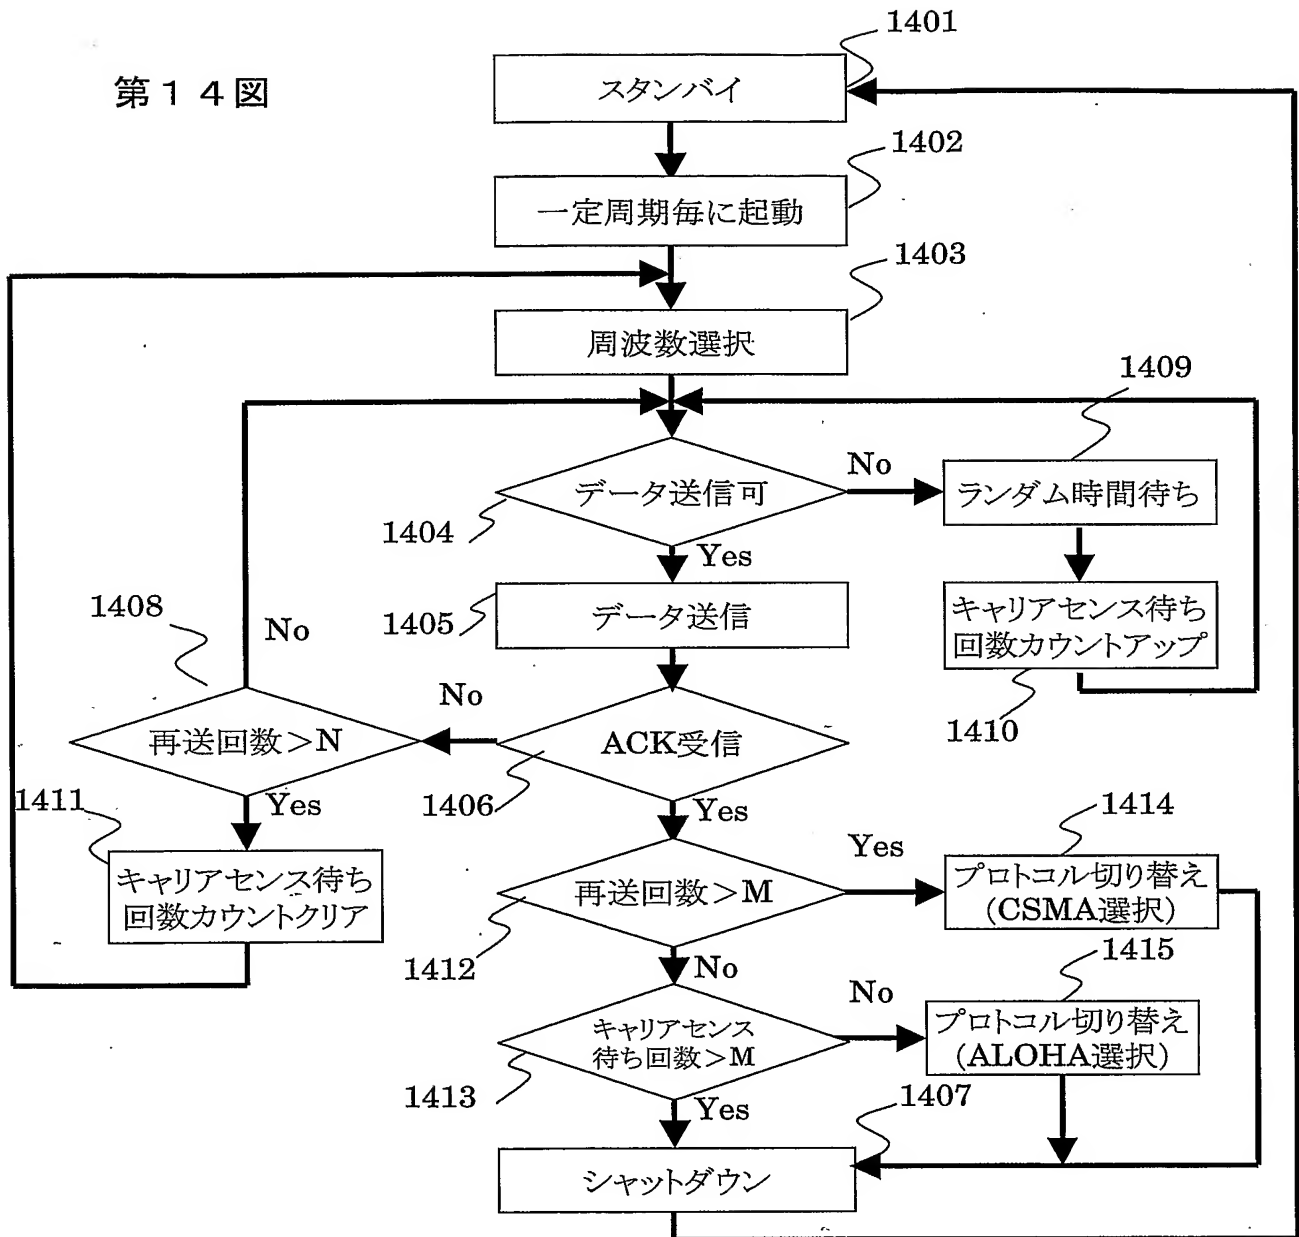 第１４図
1401
スタンバイ
1402
一定周期毎に起動
1403
周波数選択
1409
データ送信可
No
ランダム時間待ち
1404
Yes
1405
データ送信
キャリアセンス待ち
回数カウントアップ
1410
1408
No
再送回数＞N
No
ACK受信
1406
Yes
1411
Yes
キャリアセンス待ち
回数カウントクリア
1414
再送回数＞M
Yes
プロトコル切り替え
(CSMA選択)
1412
No
1415
キャリアセンス
待ち回数＞M
No
プロトコル切り替え
(ALOHA選択)
1413
Yes
1407
シャットダウン